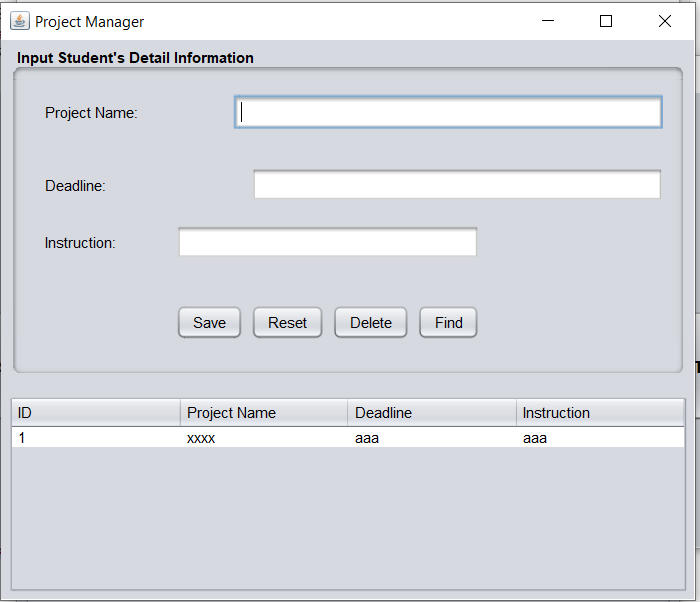 Project Manager
Input Student's Detail Information
Project Name:
Deadline:
Instruction:
Save Reset Delete Find
ID Project Name Deadline Instruction
1 xxxx aaa aaa